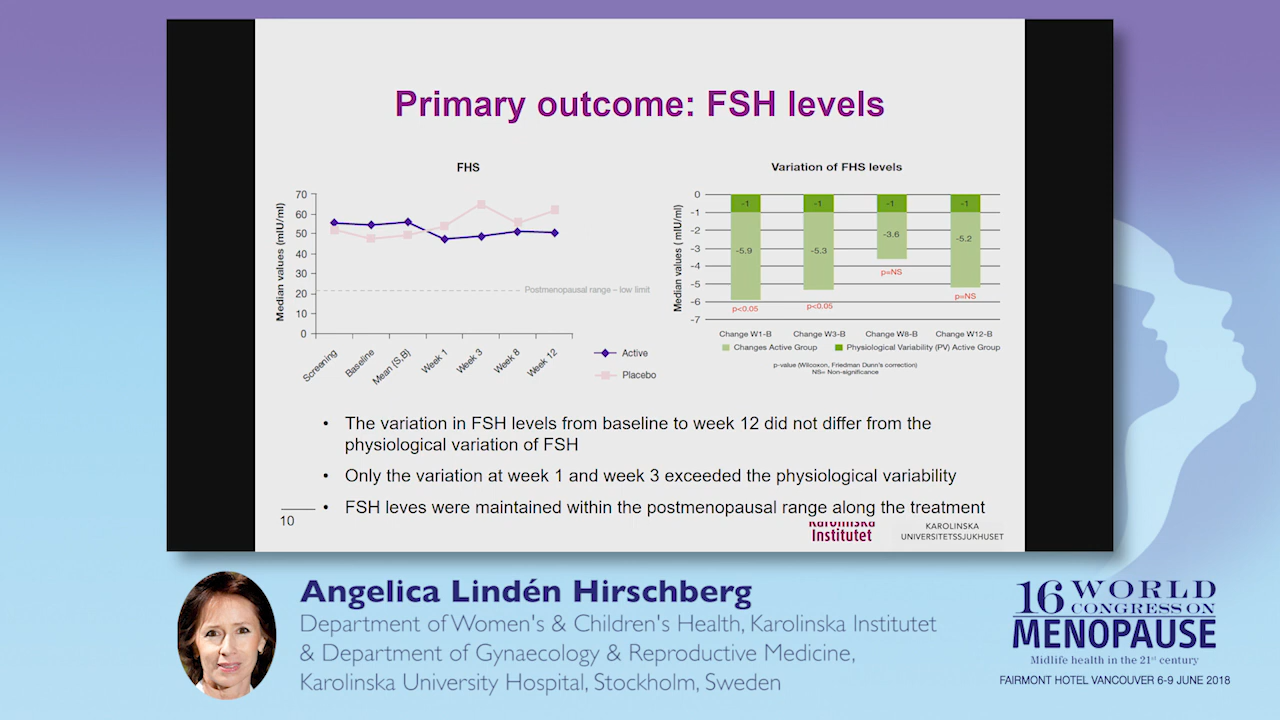 Primary outcome: FSH levels
FHS
Median values (mIU/ml)
70
60
50
40
30
20
10
0
Postmenopausal range – low limit
Screening
Baseline
Mean (S,B)
Week 1
Week 3
Week 8
Week 12
Active
Placebo
Variation of FHS levels
Median values ( mIU/ml)
0
-1
-2
-3
-4
-5
-6
-7
-1
-1
-1
-1
-5.9
-5.3
-3.6
-5.2
p<0.05
p<0.05
p=NS
p=NS
Change W1-B
Change W3-B
Change W8-B
Change W12-B
Changes Active Group
Physiological Variability (PV) Active Group
p-value (Wilcoxon, Friedman Dunn's correction)
NS= Non-significance
• The variation in FSH levels from baseline to week 12 did not differ from the
physiological variation of FSH
• Only the variation at week 1 and week 3 exceeded the physiological variability
• FSH leves were maintained within the postmenopausal range along the treatment
10
Karolinska
Institutet
KAROLINSKA
UNIVERSITETSSJUKHUSET
Angelica Lindén Hirschberg
Department of Women's & Children's Health, Karolinska Institutet
& Department of Gynaecology & Reproductive Medicine,
Karolinska University Hospital, Stockholm, Sweden
16 WORLD
CONGRESS ON
MENOPAUSE
Midlife health in the 21st century
FAIRMONT HOTEL VANCOUVER 6-9 JUNE 2018